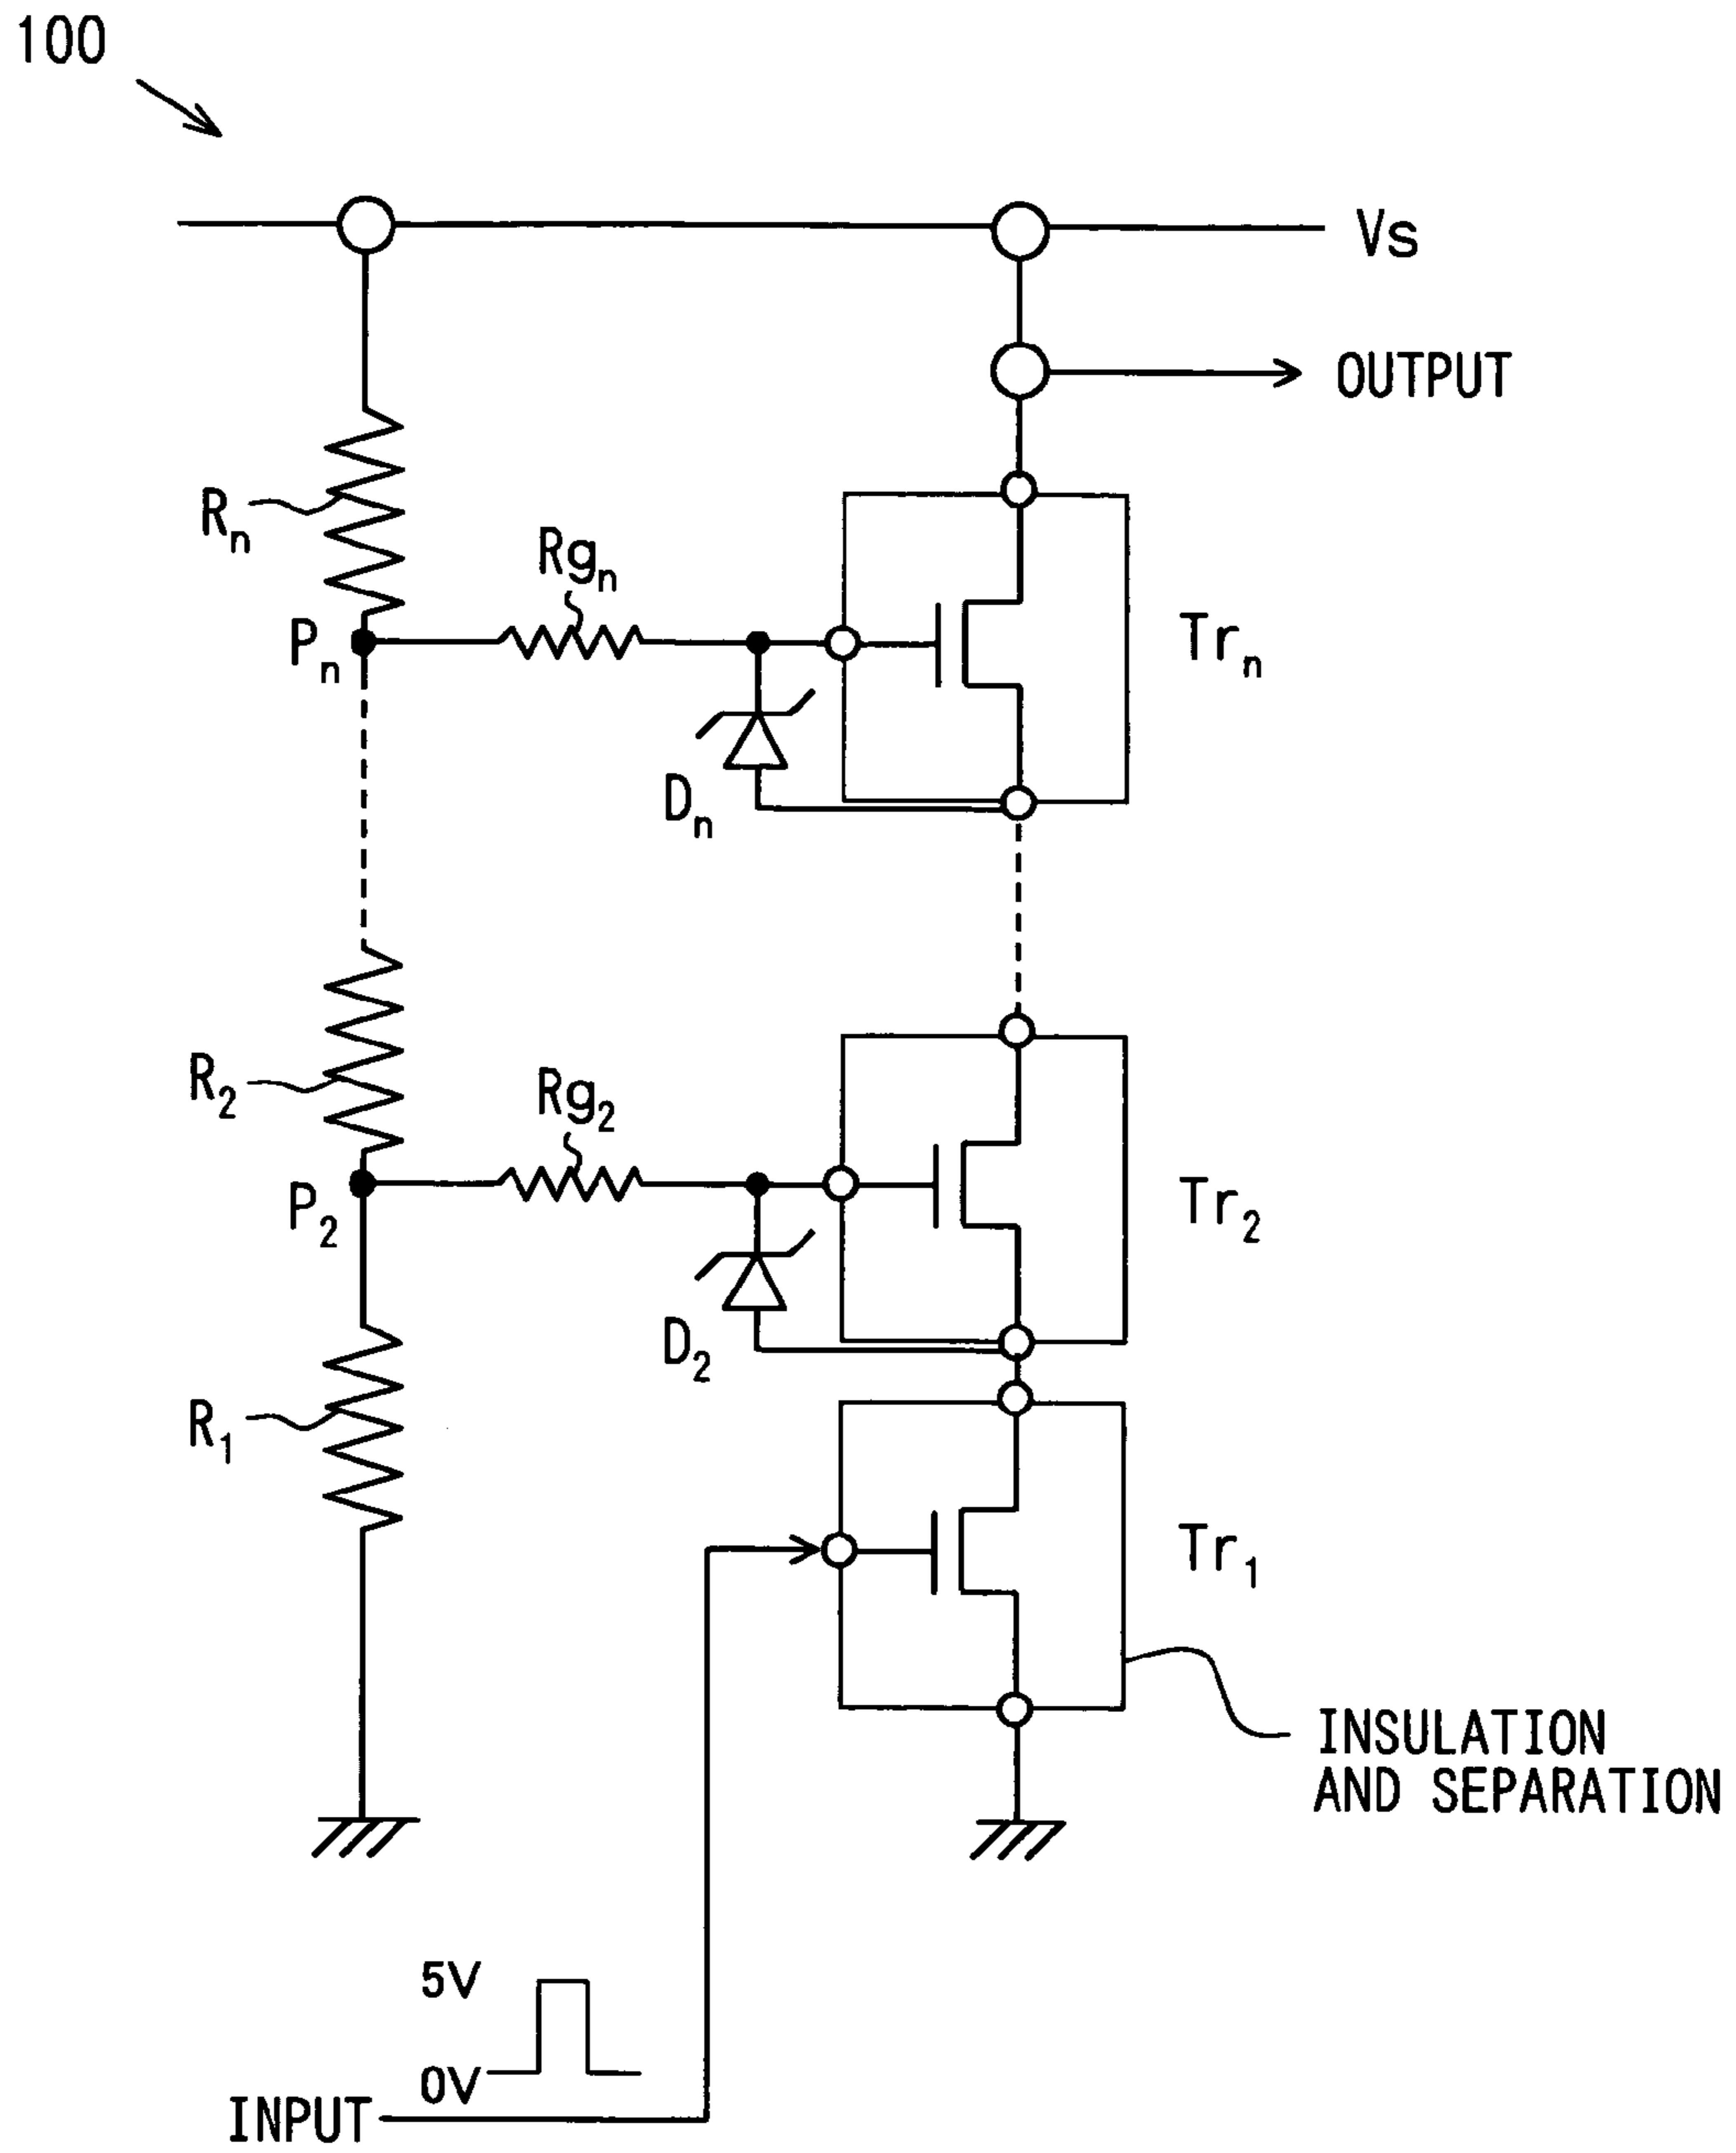 100
Vs
OUTPUT
Rn
Rgn
Pn
Trn
Dn
R2
Rg2
P2
Tr2
D2
R1
Tr1
INSULATION
AND SEPARATION
5V
0V
INPUT